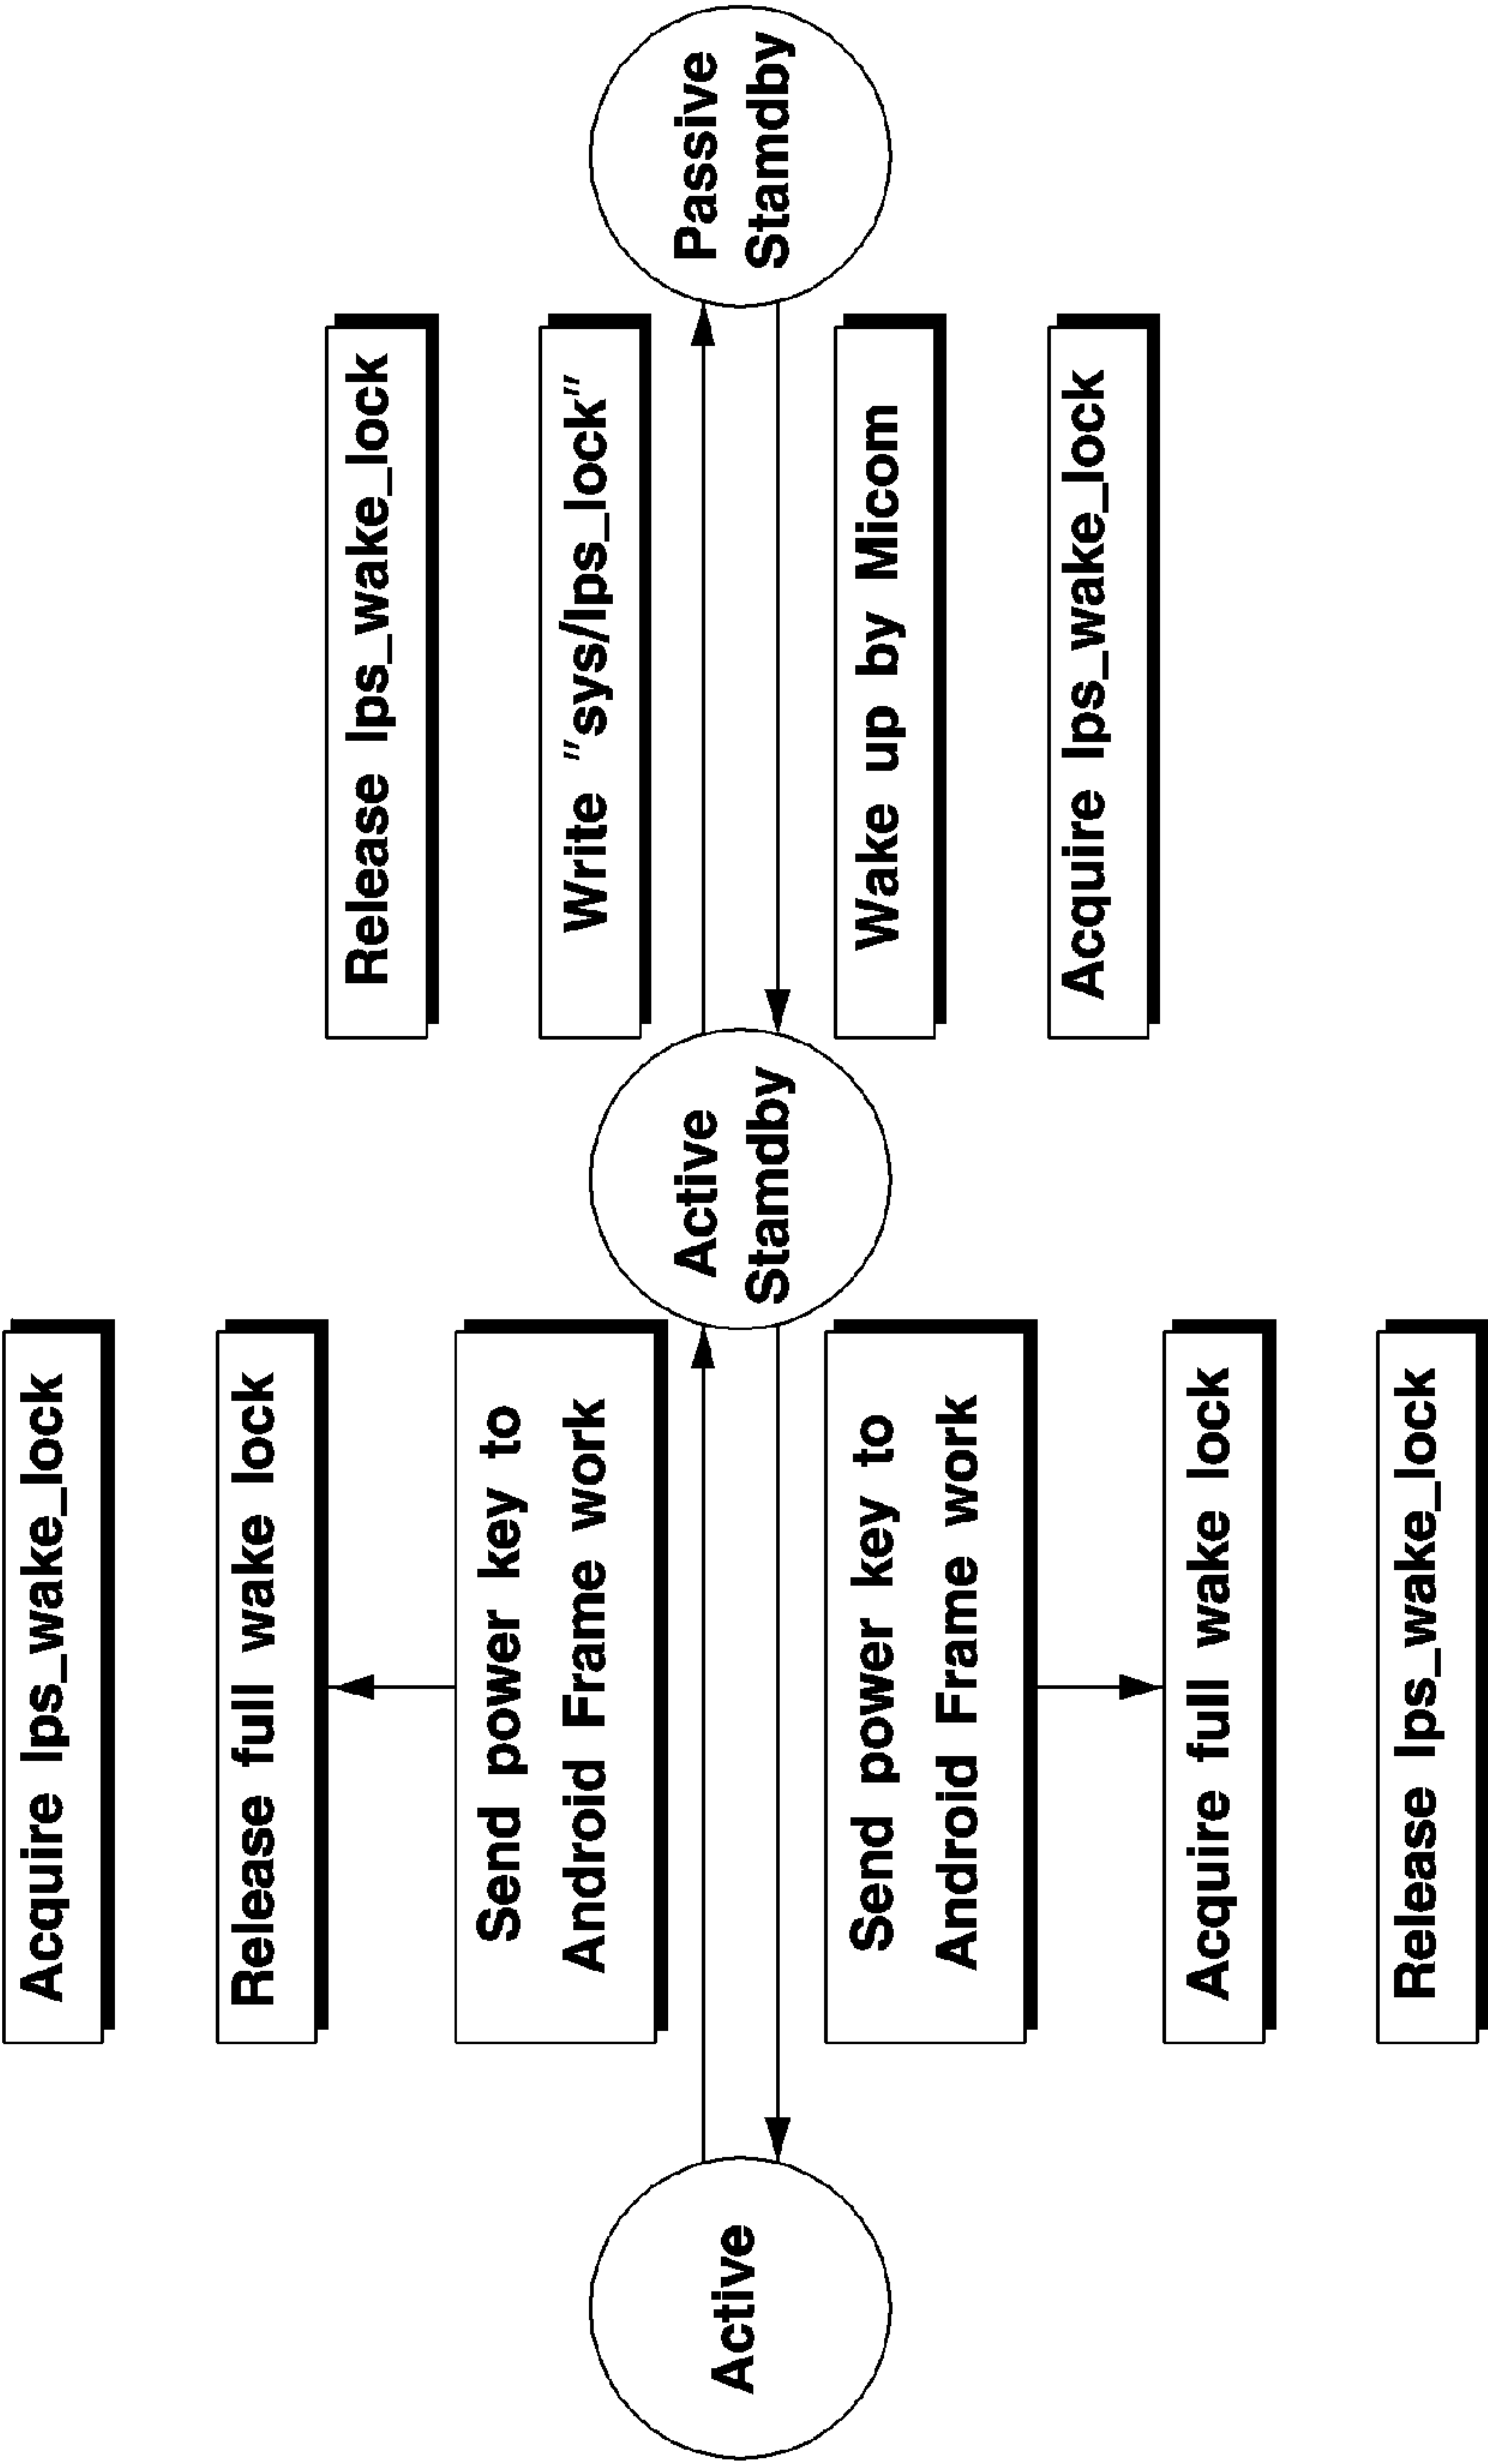 Acquire lps_wake_lock
Release full wake lock
Send power key to
Android Frame work
Release lps_wake_lock
Write "sys/lps_lock"
Active
Active
Stamdby
Passive
Stamdby
Send power key to
Android Frame work
Acquire full wake lock
Release lps_wake_lock
Wake up by Micom
Acquire lps_wake_lock